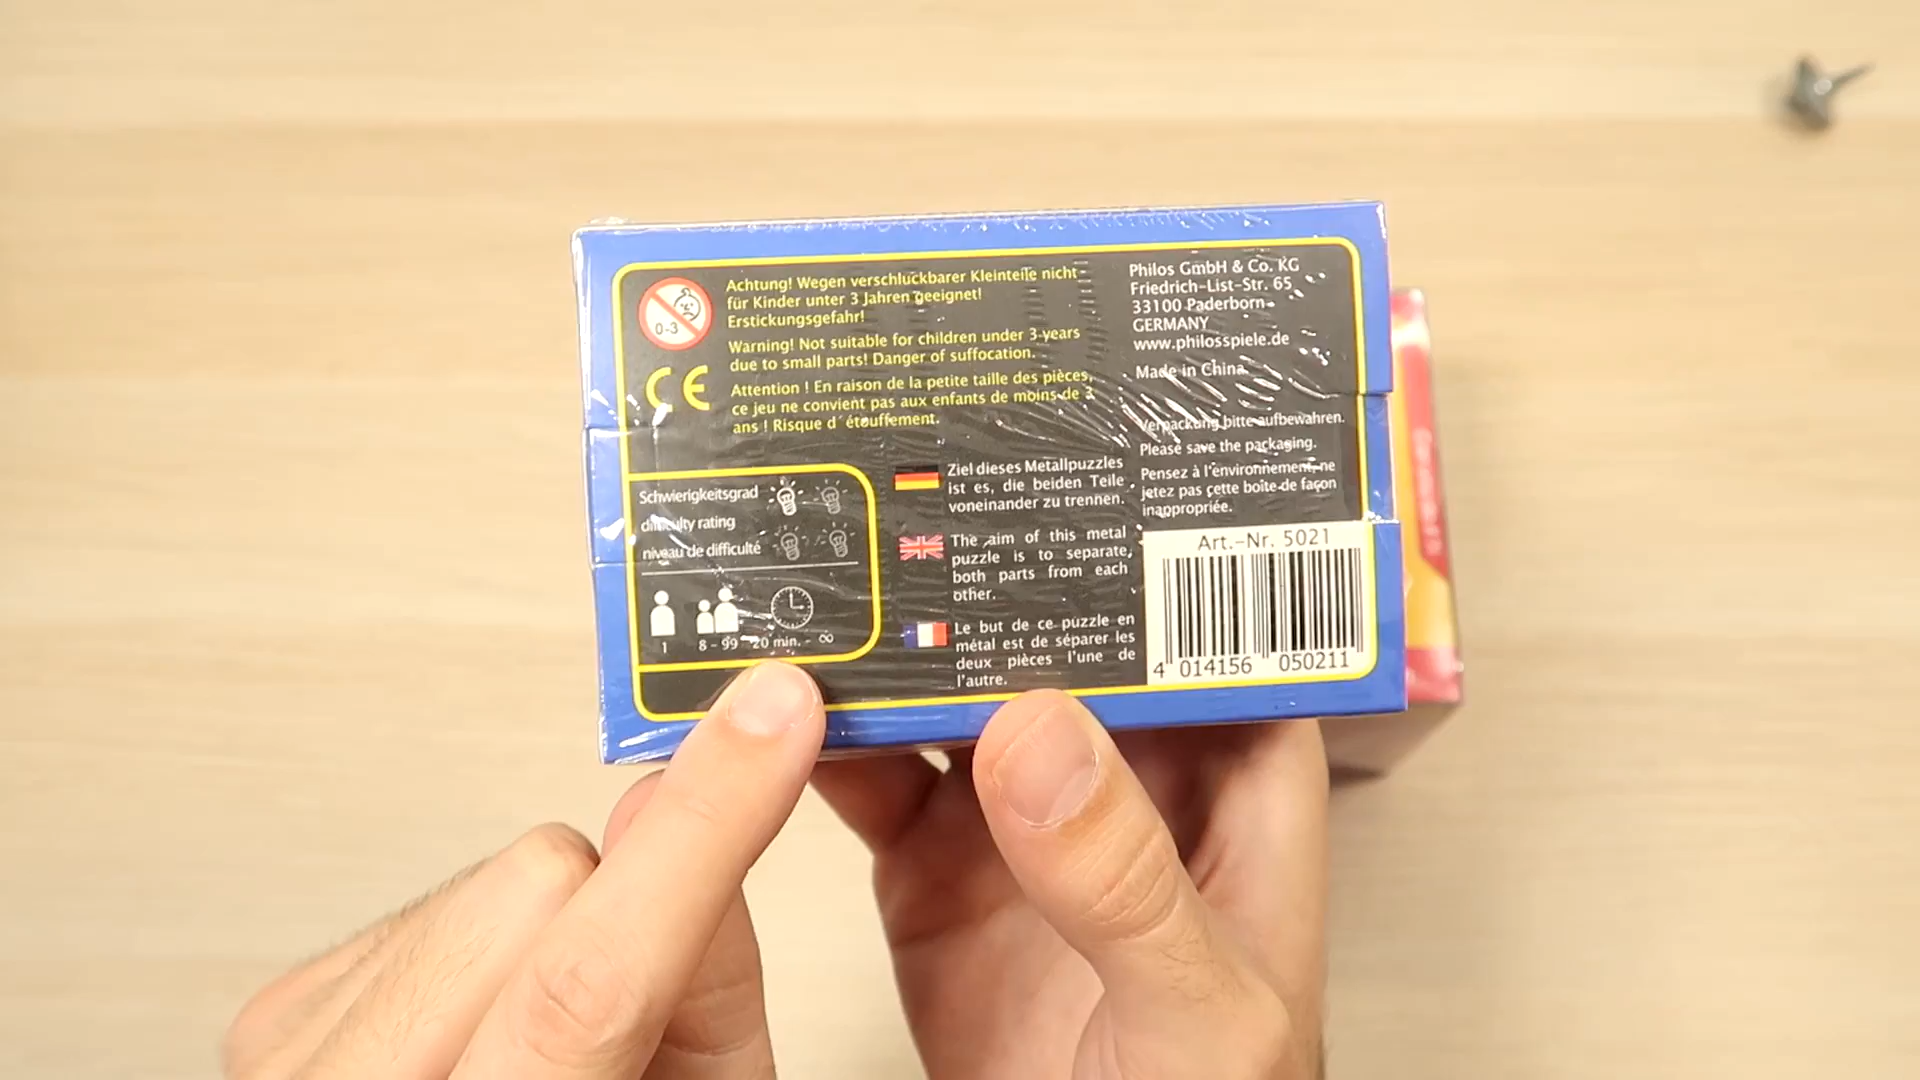 0-3
CE
Achtung! Wegen verschluckbarer Kleinteile nicht
für Kinder unter 3 Jahren geeignet!
Erstickungsgefahr!
Warning! Not suitable for children under 3 years
due to small parts! Danger of suffocation.
Attention ! En raison de la petite taille des pièces,
ce jeu ne convient pas aux enfants de moins de 3
ans ! Risque d´étouffement.
Philos GmbH & Co. KG
Friedrich-List-Str. 65
33100 Paderborn
GERMANY
www.philosspiele.de
Made in China
Verpackung bitte aufbewahren.
Please save the packaging.
Pensez à l'environnement, ne
jetez pas cette boîte de façon
inappropriée.
Schwierigkeitsgrad
difficulty rating
niveau de difficulté
1
8 - 99
20 min. - ∞
Ziel dieses Metallpuzzles
ist es, die beiden Teile
voneinander zu trennen.
The aim of this metal
puzzle is to separate
both parts from each
other.
Le but de ce puzzle en
métal est de séparer les
deux pièces l'une de
l'autre.
Art.-Nr. 5021
4 014156 050211